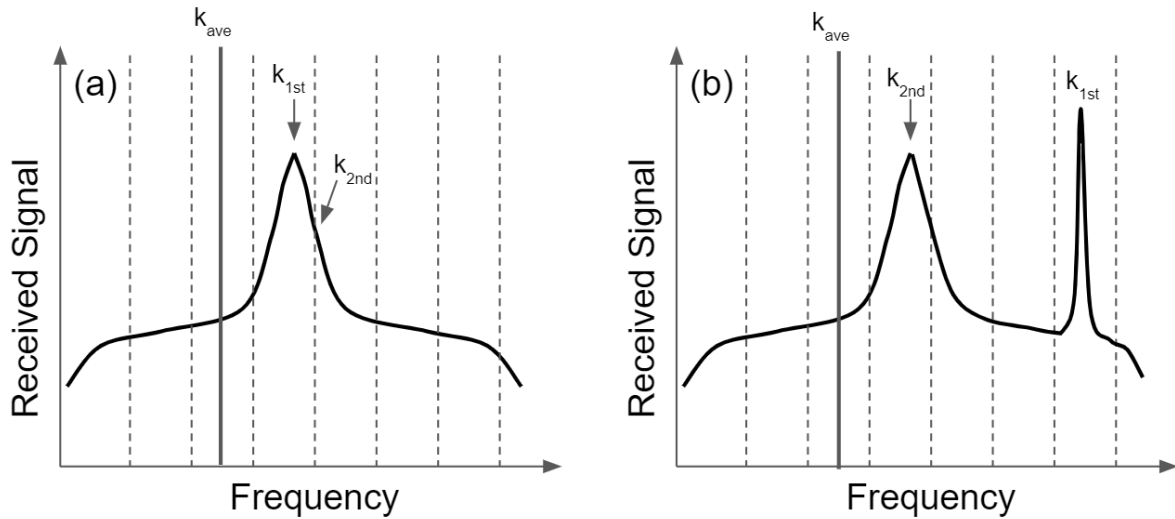 k_ave
(a)
k_1st
k_2nd
Received Signal
Frequency
k_ave
(b)
k_2nd
k_1st
Received Signal
Frequency